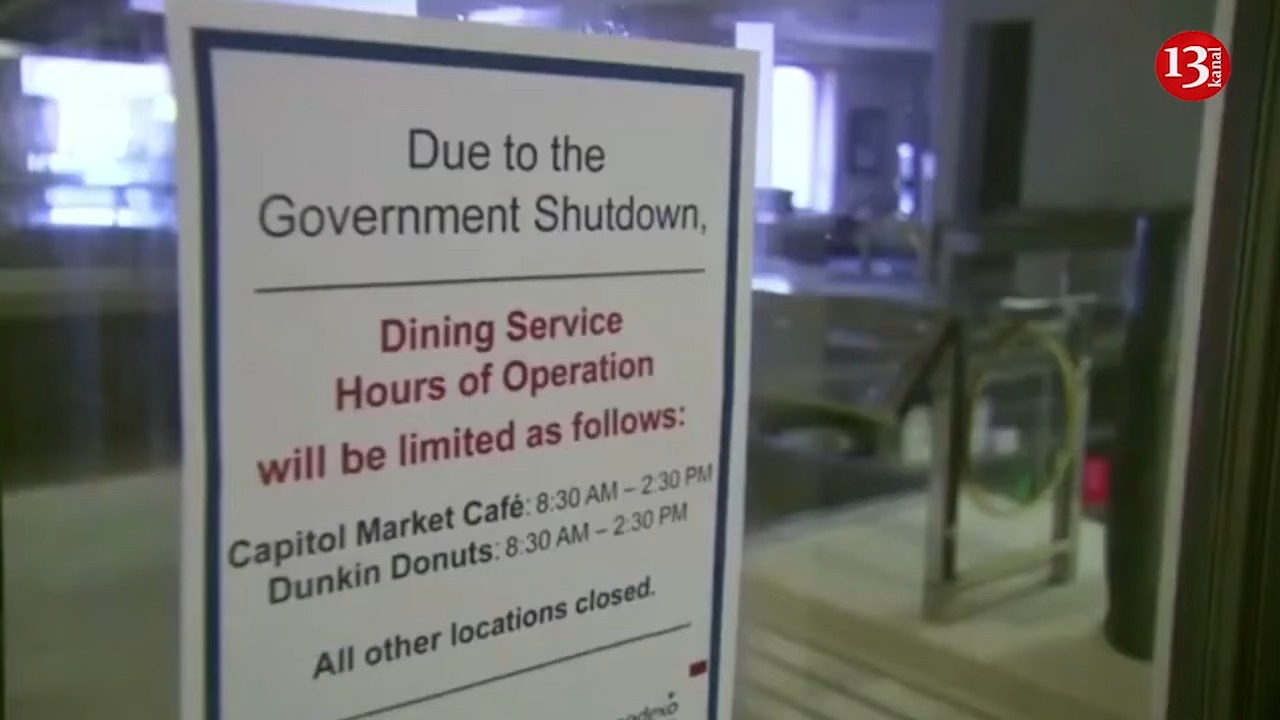 13 kanal
Due to the
Government Shutdown,
Dining Service
Hours of Operation
will be limited as follows:
Capitol Market Café: 8:30 AM – 2:30 PM
Dunkin Donuts: 8:30 AM – 2:30 PM
All other locations closed.